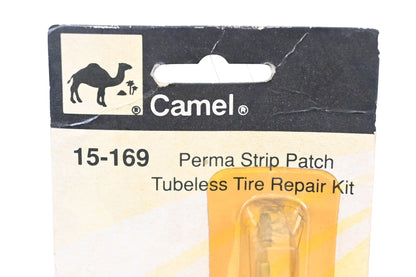 ® Camel®
15-169 Perma Strip Patch
Tubeless Tire Repair Kit